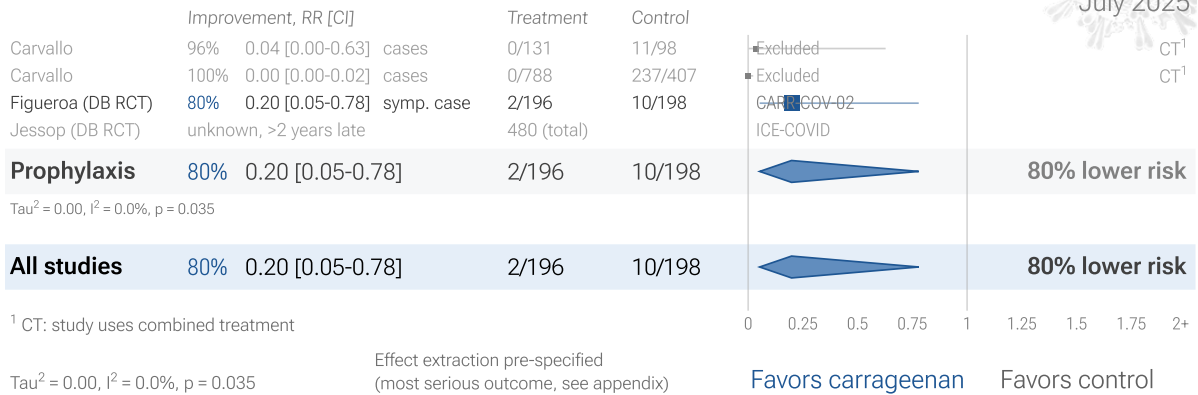 July 2025
Improvement, RR [CI] Treatment Control
Carvallo 96% 0.04 [0.00-0.63] cases 0/131 11/98 Excluded CT1
Carvallo 100% 0.00 [0.00-0.02] cases 0/788 237/407 Excluded CT1
Figueroa (DB RCT) 80% 0.20 [0.05-0.78] symp. case 2/196 10/198 CARR-COV-02
Jessop (DB RCT) unknown, >2 years late 480 (total) ICE-COVID
Prophylaxis 80% 0.20 [0.05-0.78] 2/196 10/198 80% lower risk
Tau2 = 0.00, I2 = 0.0%, p = 0.035
All studies 80% 0.20 [0.05-0.78] 2/196 10/198 80% lower risk
1 CT: study uses combined treatment 0 0.25 0.5 0.75 1 1.25 1.5 1.75 2+
Effect extraction pre-specified
Tau2 = 0.00, I2 = 0.0%, p = 0.035 (most serious outcome, see appendix) Favors carrageenan Favors control